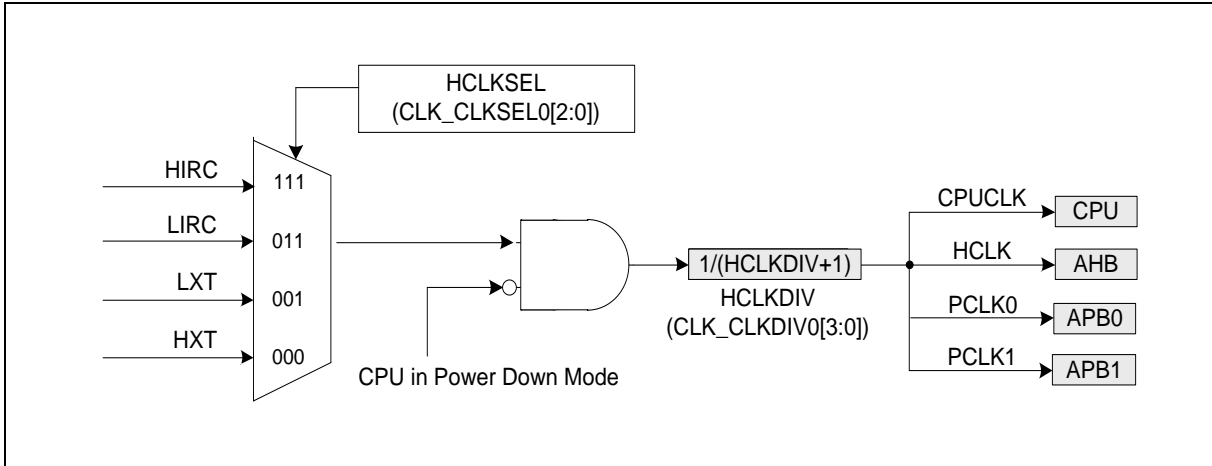 HCLKSEL
(CLK_CLKSEL0[2:0])
HIRC
111
LIRC
011
LXT
001
HXT
000
CPU in Power Down Mode
1/(HCLKDIV+1)
HCLKDIV
(CLK_CLKDIV0[3:0])
CPUCLK
CPU
HCLK
AHB
PCLK0
APB0
PCLK1
APB1